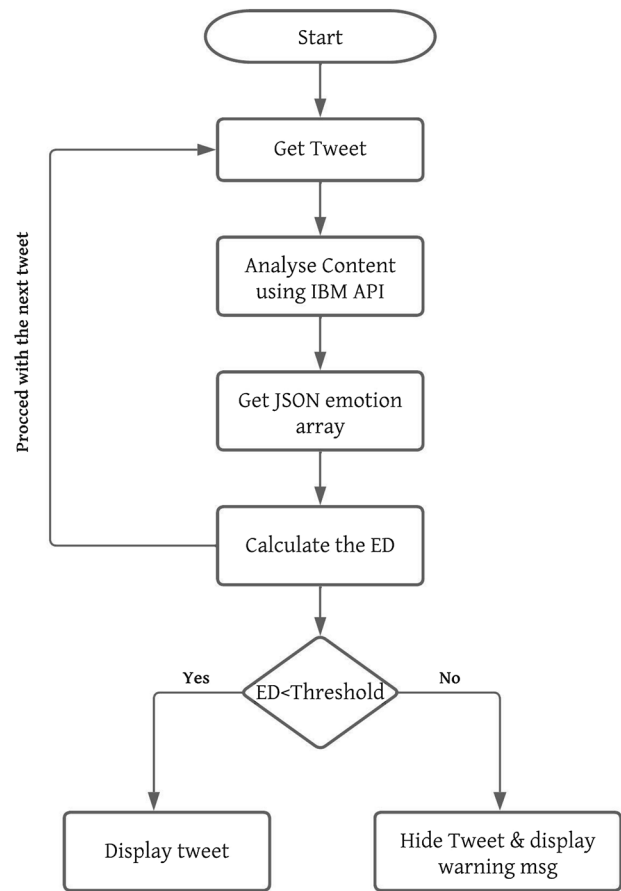 Start
Get Tweet
Analyse Content
using IBM API
Get JSON emotion
array
Procced with the next tweet
Calculate the ED
Yes
ED<Threshold
No
Display tweet
Hide Tweet & display
warning msg